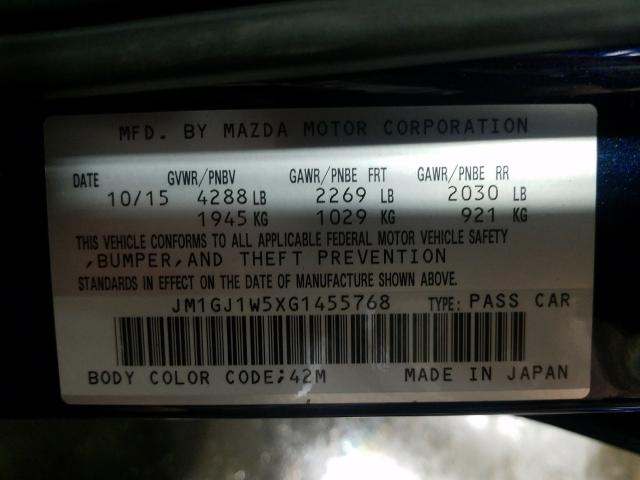 MFD. BY MAZDA MOTOR CORPORATION
DATE GVWR/PNBV GAWR/PNBE FRT GAWR/PNBE RR
10/15 4288 LB 2269 LB 2030 LB
1945 KG 1029 KG 921 KG
THIS VEHICLE CONFORMS TO ALL APPLICABLE FEDERAL MOTOR VEHICLE SAFETY
,BUMPER,AND THEFT PREVENTION
STANDARDS IN EFFECT ON THE DATE OF MANUFACTURE SHOWN ABOVE.
JM1GJ1W5XG1455768 TYPE: PASS CAR
BODY COLOR CODE;42M MADE IN JAPAN